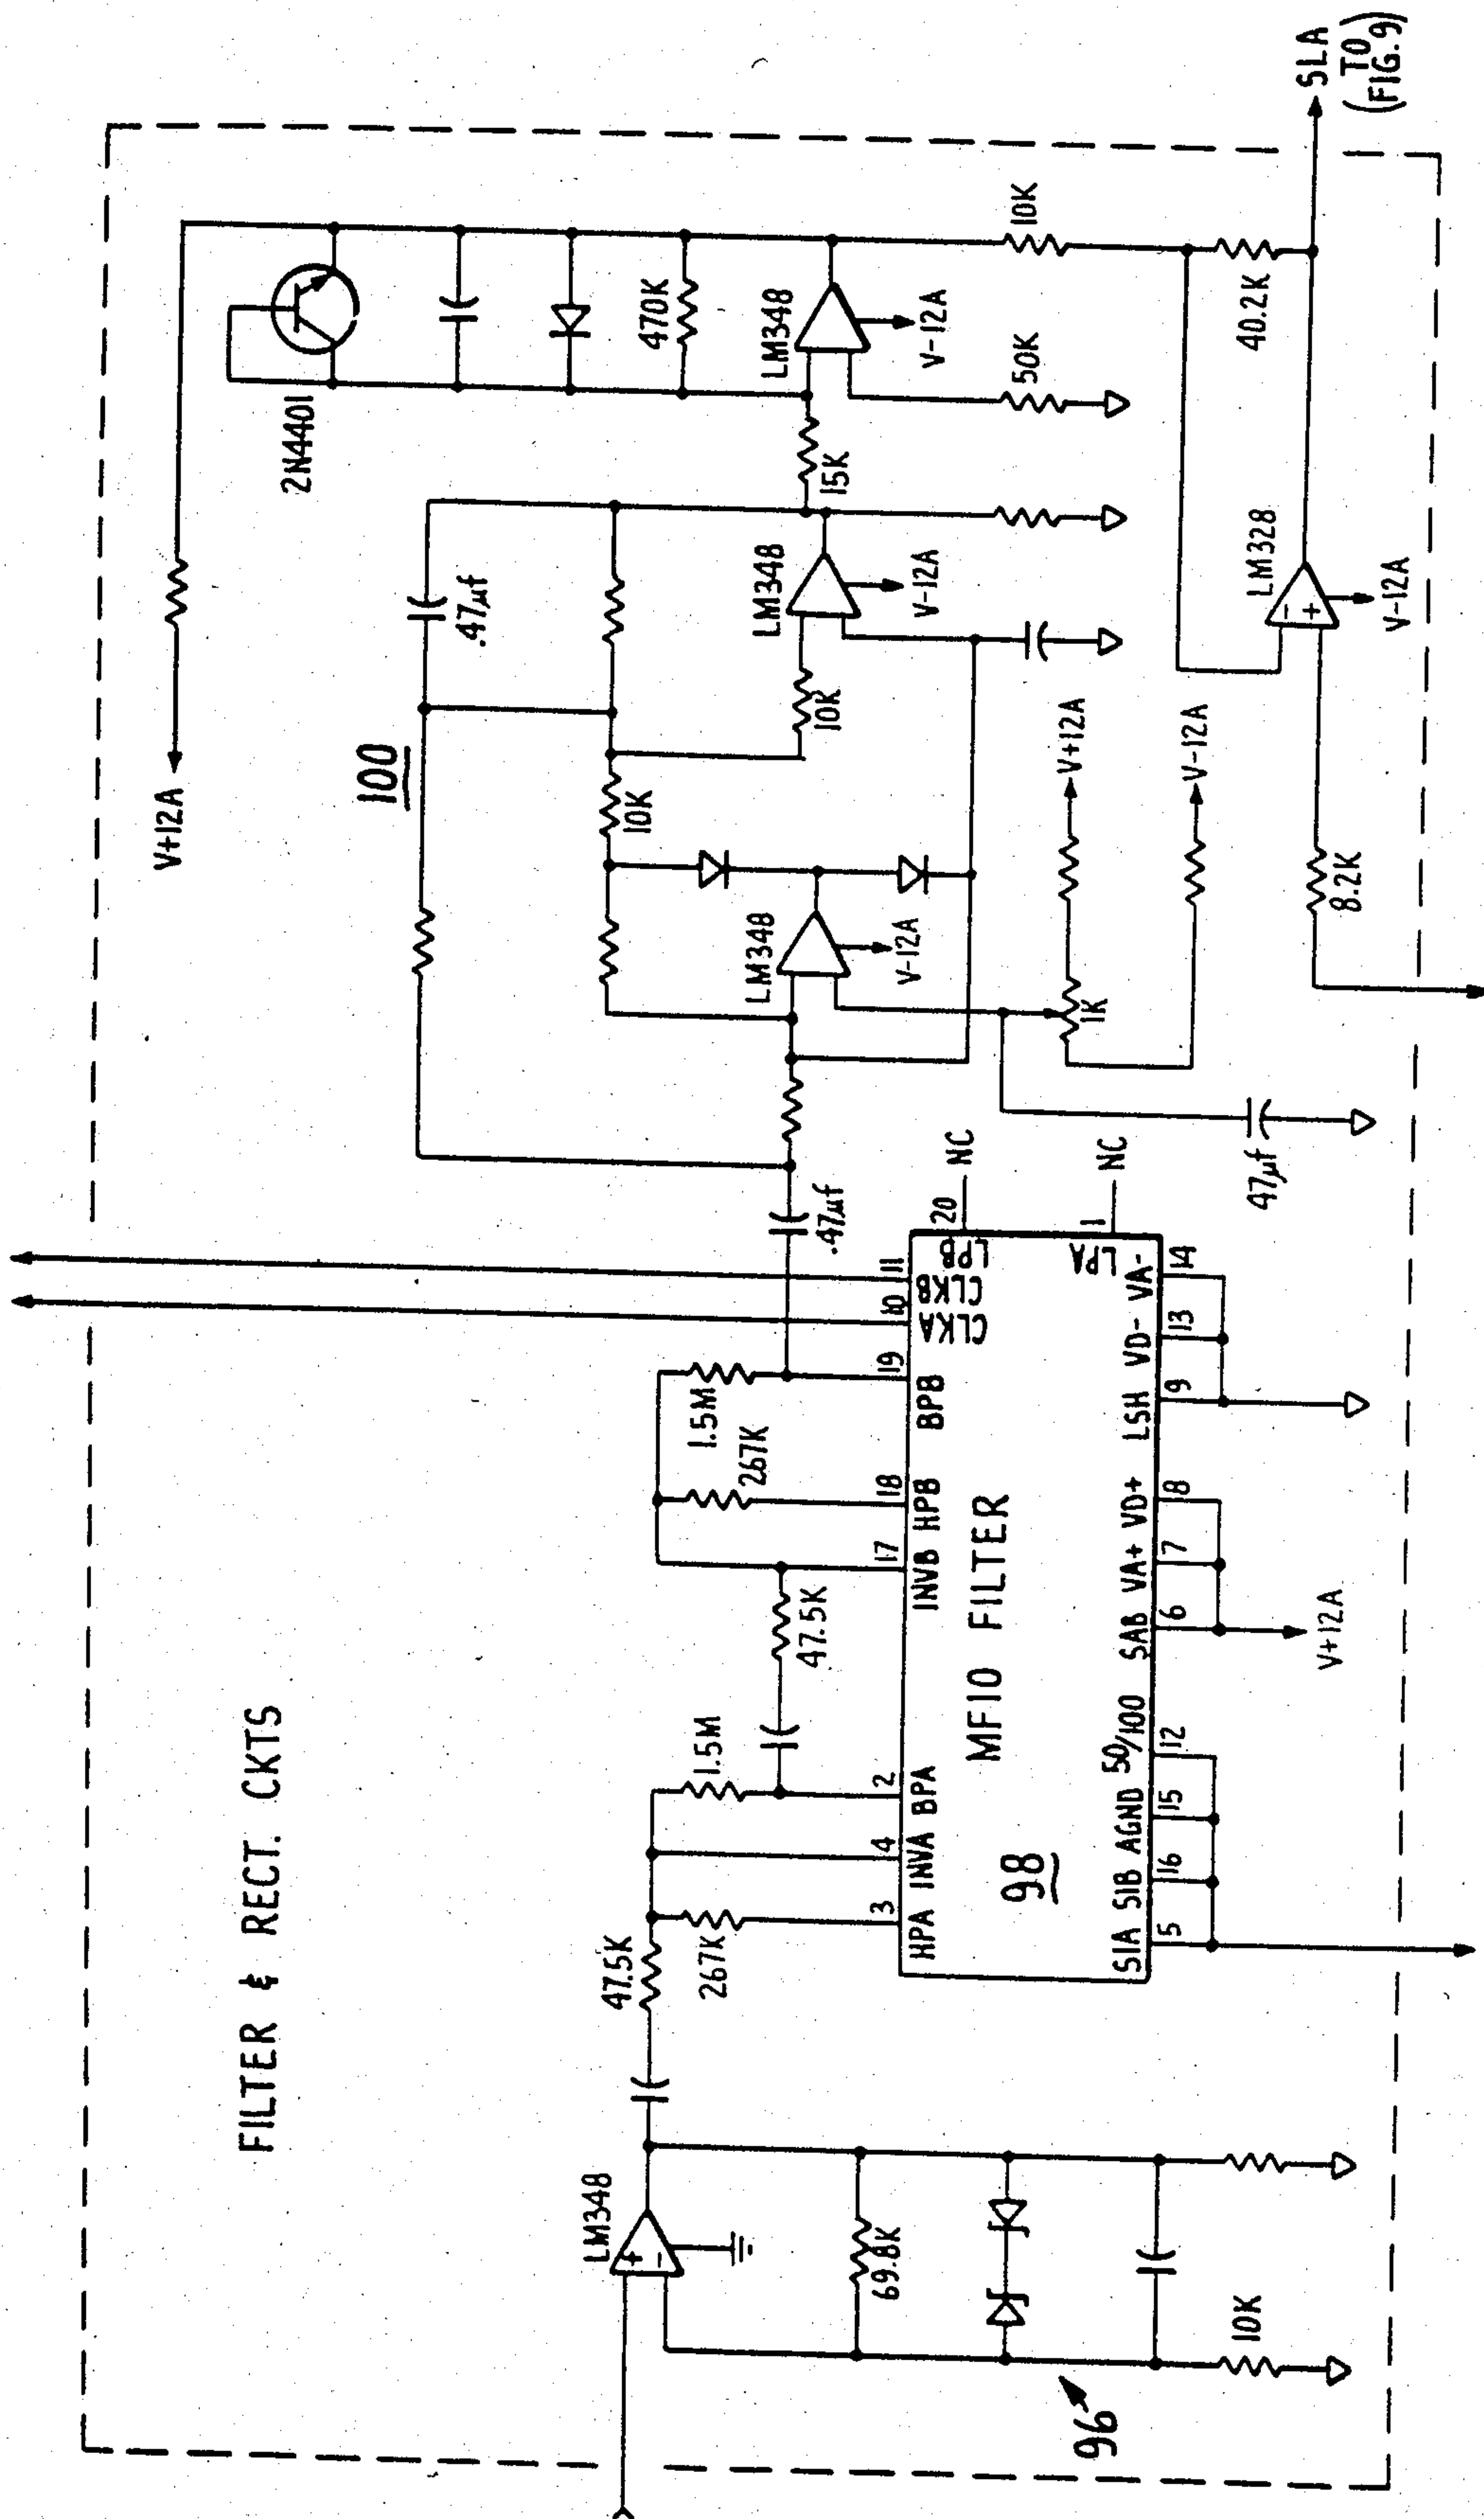 FILTER & RECT. CKTS
V+12A
2N4401
100
.47µf
470K
LM348
V-12A
10K
50K
15K
LM348
V-12A
10K
10K
LM348
V-12A
1K
V+12A
V-12A
47µf
40.2K
SLA
(TO FIG. 9)
LM328
-
+
V-12A
8.2K
.47µf
LM348
+
-
69.8K
10K
96
47.5K
267K
1.5M
47.5K
267K
1.5M
3 4 2 17 18 19 10 11
HPA INVA BPA INVB HPB BPB CLKA CLKB
20 NC
LPB
1 NC
LPA
98
MF10 FILTER
S1A S1B AGND 50/100 SAB VA+ VD+ LSH VD- VA-
5 16 15 12 6 7 8 9 13 14
V+12A